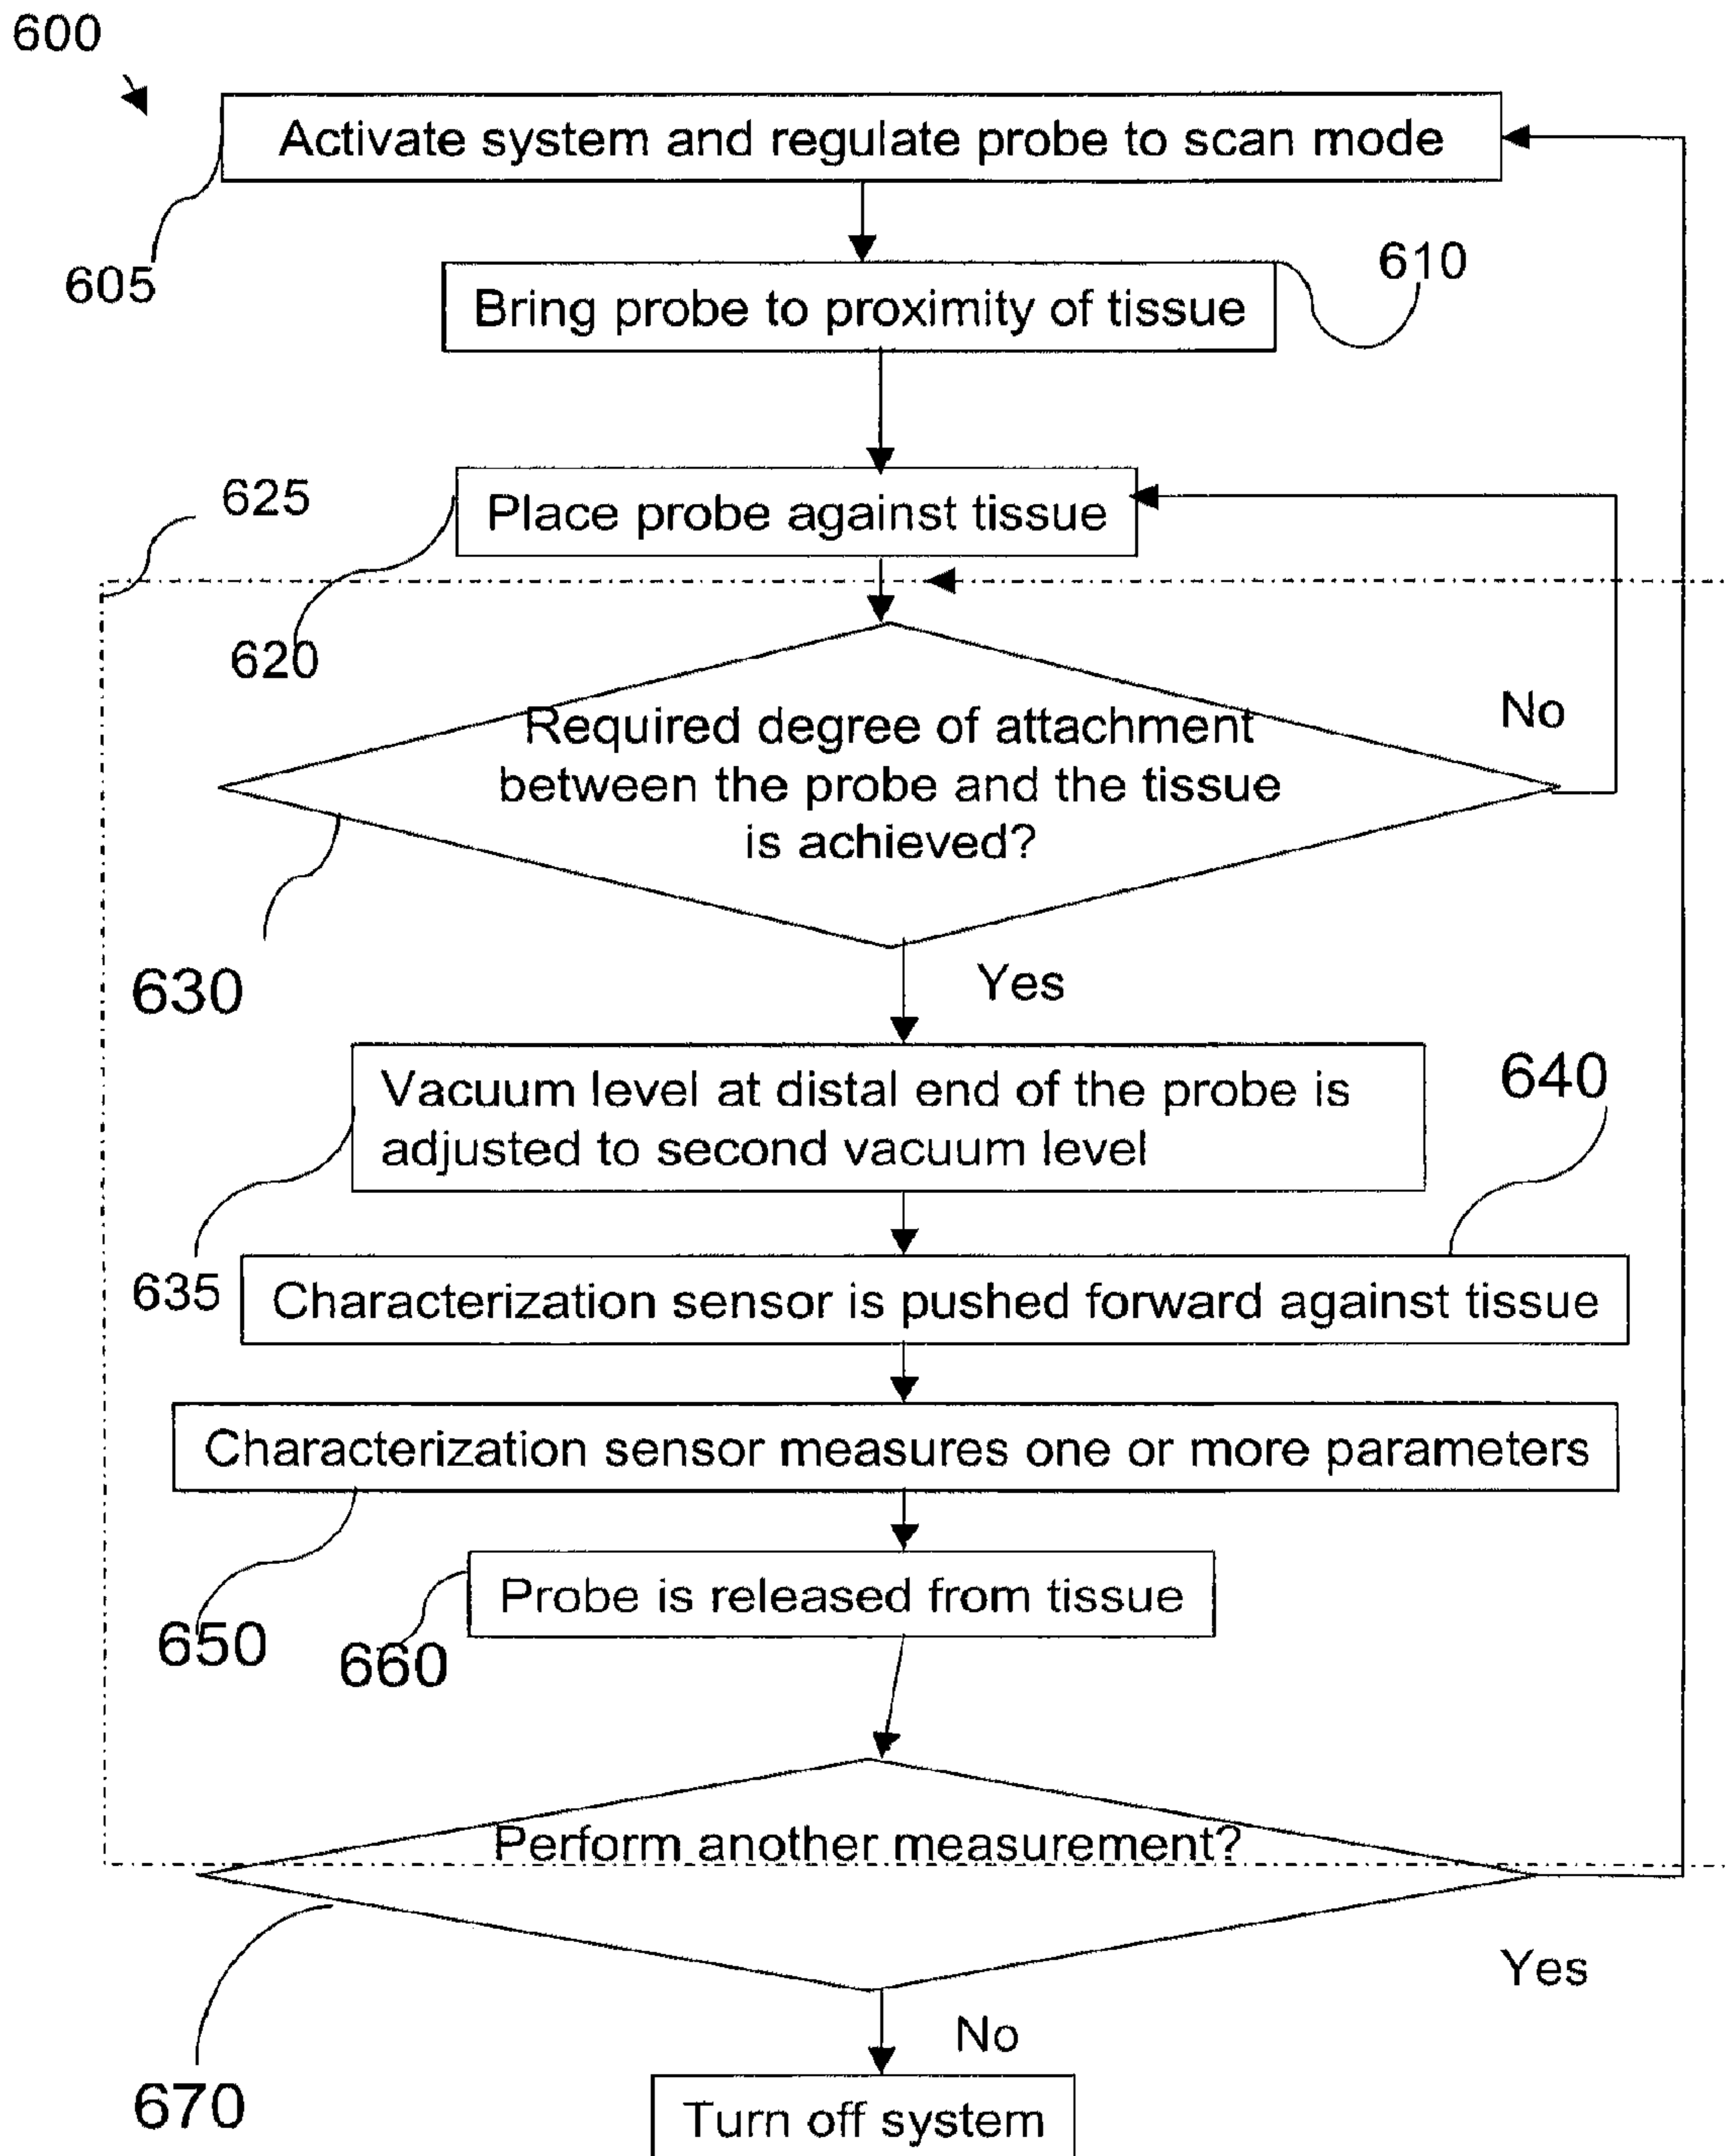 600
Activate system and regulate probe to scan mode
605
610
Bring probe to proximity of tissue
625
Place probe against tissue
620
Required degree of attachment
between the probe and the tissue
is achieved?
No
630
Yes
Vacuum level at distal end of the probe is
adjusted to second vacuum level
640
635
Characterization sensor is pushed forward against tissue
Characterization sensor measures one or more parameters
650
Probe is released from tissue
660
Perform another measurement?
Yes
No
670
Turn off system